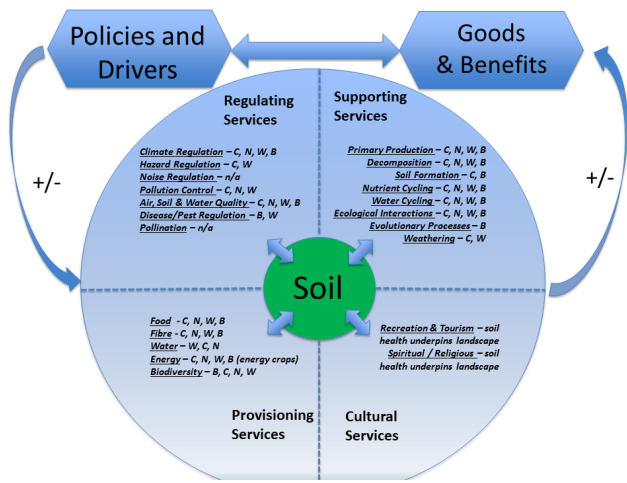 Policies and
Drivers
Goods
& Benefits
+/-
+/-
Regulating
Services
Climate Regulation – C, N, W, B
Hazard Regulation – C, W
Noise Regulation – n/a
Pollution Control – C, N, W
Air, Soil & Water Quality – C, N, W, B
Disease/Pest Regulation – B, W
Pollination – n/a
Supporting
Services
Primary Production – C, N, W, B
Decomposition – C, N, W, B
Soil Formation – C, B
Nutrient Cycling – C, N, W, B
Water Cycling – C, N, W, B
Ecological Interactions – C, N, W, B
Evolutionary Processes – B
Weathering – C, W
Soil
Food - C, N, W, B
Fibre - C, N, W, B
Water – W, C, N
Energy – C, N, W, B (energy crops)
Biodiversity – B, C, N, W
Provisioning
Services
Recreation & Tourism – soil
health underpins landscape
Spiritual / Religious – soil
health underpins landscape
Cultural
Services